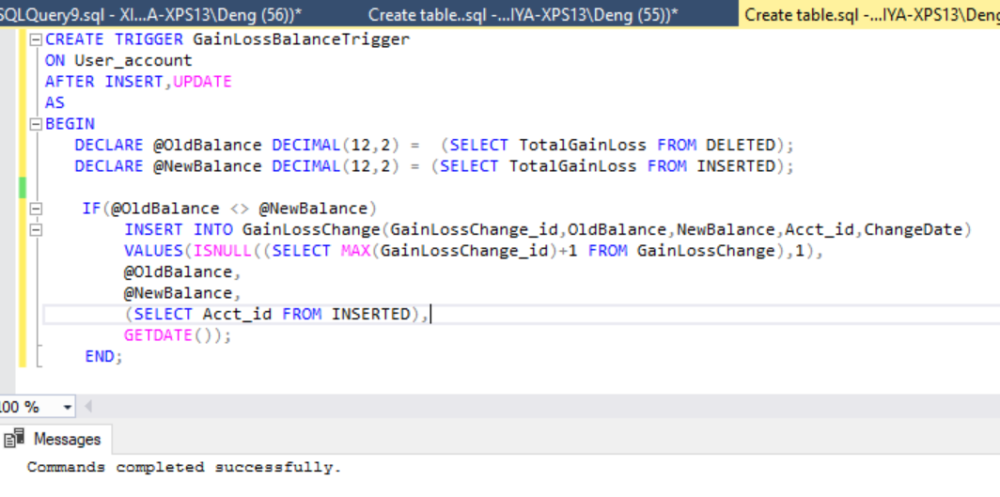 SQLQuery9.sql - XI...A-XPS13\Deng (56))*  Create table..sql -...IYA-XPS13\Deng (55))*  Create table.sql -...IYA-XPS13\Deng
CREATE TRIGGER GainLossBalanceTrigger
ON User_account
AFTER INSERT,UPDATE
AS
BEGIN
DECLARE @OldBalance DECIMAL(12,2) =  (SELECT TotalGainLoss FROM DELETED);
DECLARE @NewBalance DECIMAL(12,2) = (SELECT TotalGainLoss FROM INSERTED);
IF(@OldBalance <> @NewBalance)
INSERT INTO GainLossChange(GainLossChange_id,OldBalance,NewBalance,Acct_id,ChangeDate)
VALUES(ISNULL((SELECT MAX(GainLossChange_id)+1 FROM GainLossChange),1),
@OldBalance,
@NewBalance,
(SELECT Acct_id FROM INSERTED),
GETDATE());
END;
100 %
Messages
Commands completed successfully.